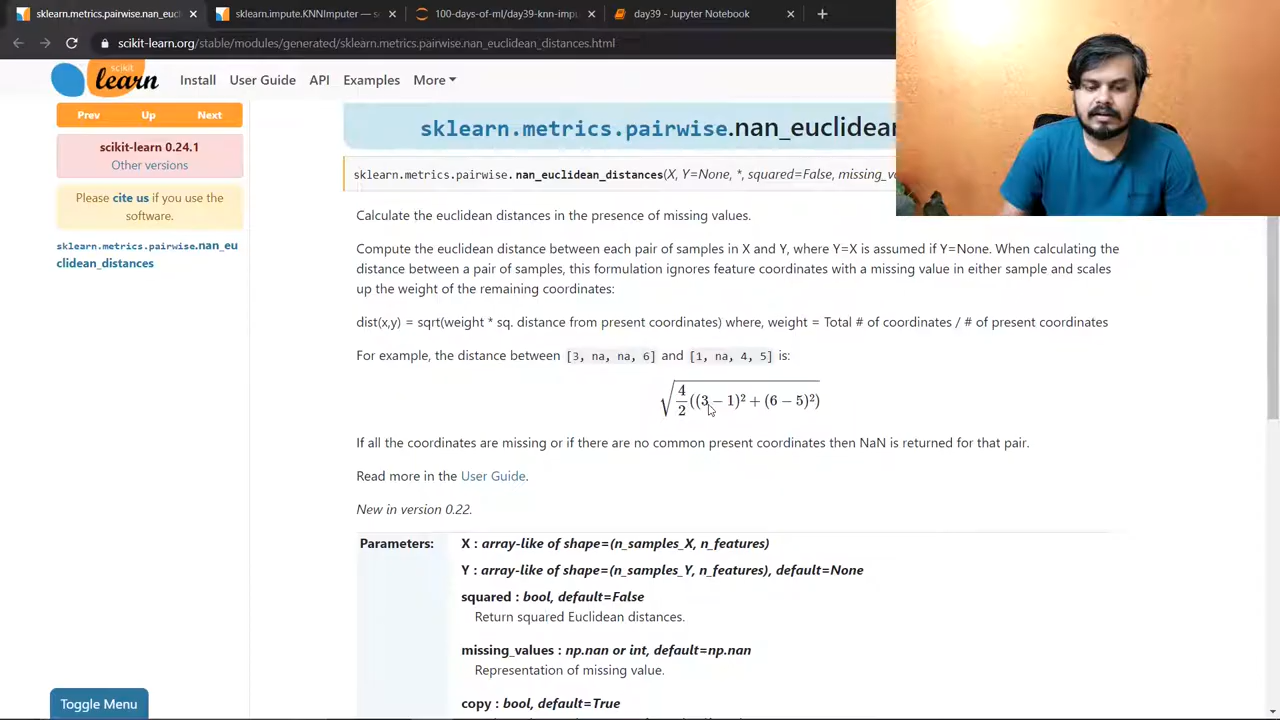 sklearn.metrics.pairwise.nan_euc
sklearn.impute.KNNImputer — sc
100-days-of-ml/day39-knn-impu
day39 - Jupyter Notebook
scikit-learn.org/stable/modules/generated/sklearn.metrics.pairwise.nan_euclidean_distances.html
scikit
learn
Install User Guide API Examples More
Prev Up Next
scikit-learn 0.24.1
Other versions
Please cite us if you use the
software.
sklearn.metrics.pairwise.nan_eu
clidean_distances
sklearn.metrics.pairwise.nan_euclidean
sklearn.metrics.pairwise.nan_euclidean_distances(X, Y=None, *, squared=False, missing_v
Calculate the euclidean distances in the presence of missing values.
Compute the euclidean distance between each pair of samples in X and Y, where Y=X is assumed if Y=None. When calculating the
distance between a pair of samples, this formulation ignores feature coordinates with a missing value in either sample and scales
up the weight of the remaining coordinates:
dist(x,y) = sqrt(weight * sq. distance from present coordinates) where, weight = Total # of coordinates / # of present coordinates
For example, the distance between [3, na, na, 6] and [1, na, 4, 5] is:
√4/2((3 − 1)² + (6 − 5)²)
If all the coordinates are missing or if there are no common present coordinates then NaN is returned for that pair.
Read more in the User Guide.
New in version 0.22.
Parameters:
X : array-like of shape=(n_samples_X, n_features)
Y : array-like of shape=(n_samples_Y, n_features), default=None
squared : bool, default=False
Return squared Euclidean distances.
missing_values : np.nan or int, default=np.nan
Representation of missing value.
copy : bool, default=True
Toggle Menu